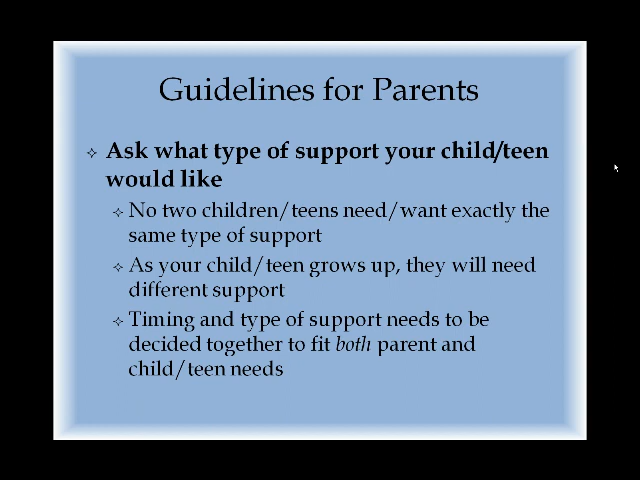 Guidelines for Parents
Ask what type of support your child/teen
would like
No two children/teens need/want exactly the
same type of support
As your child/teen grows up, they will need
different support
Timing and type of support needs to be
decided together to fit both parent and
child/teen needs